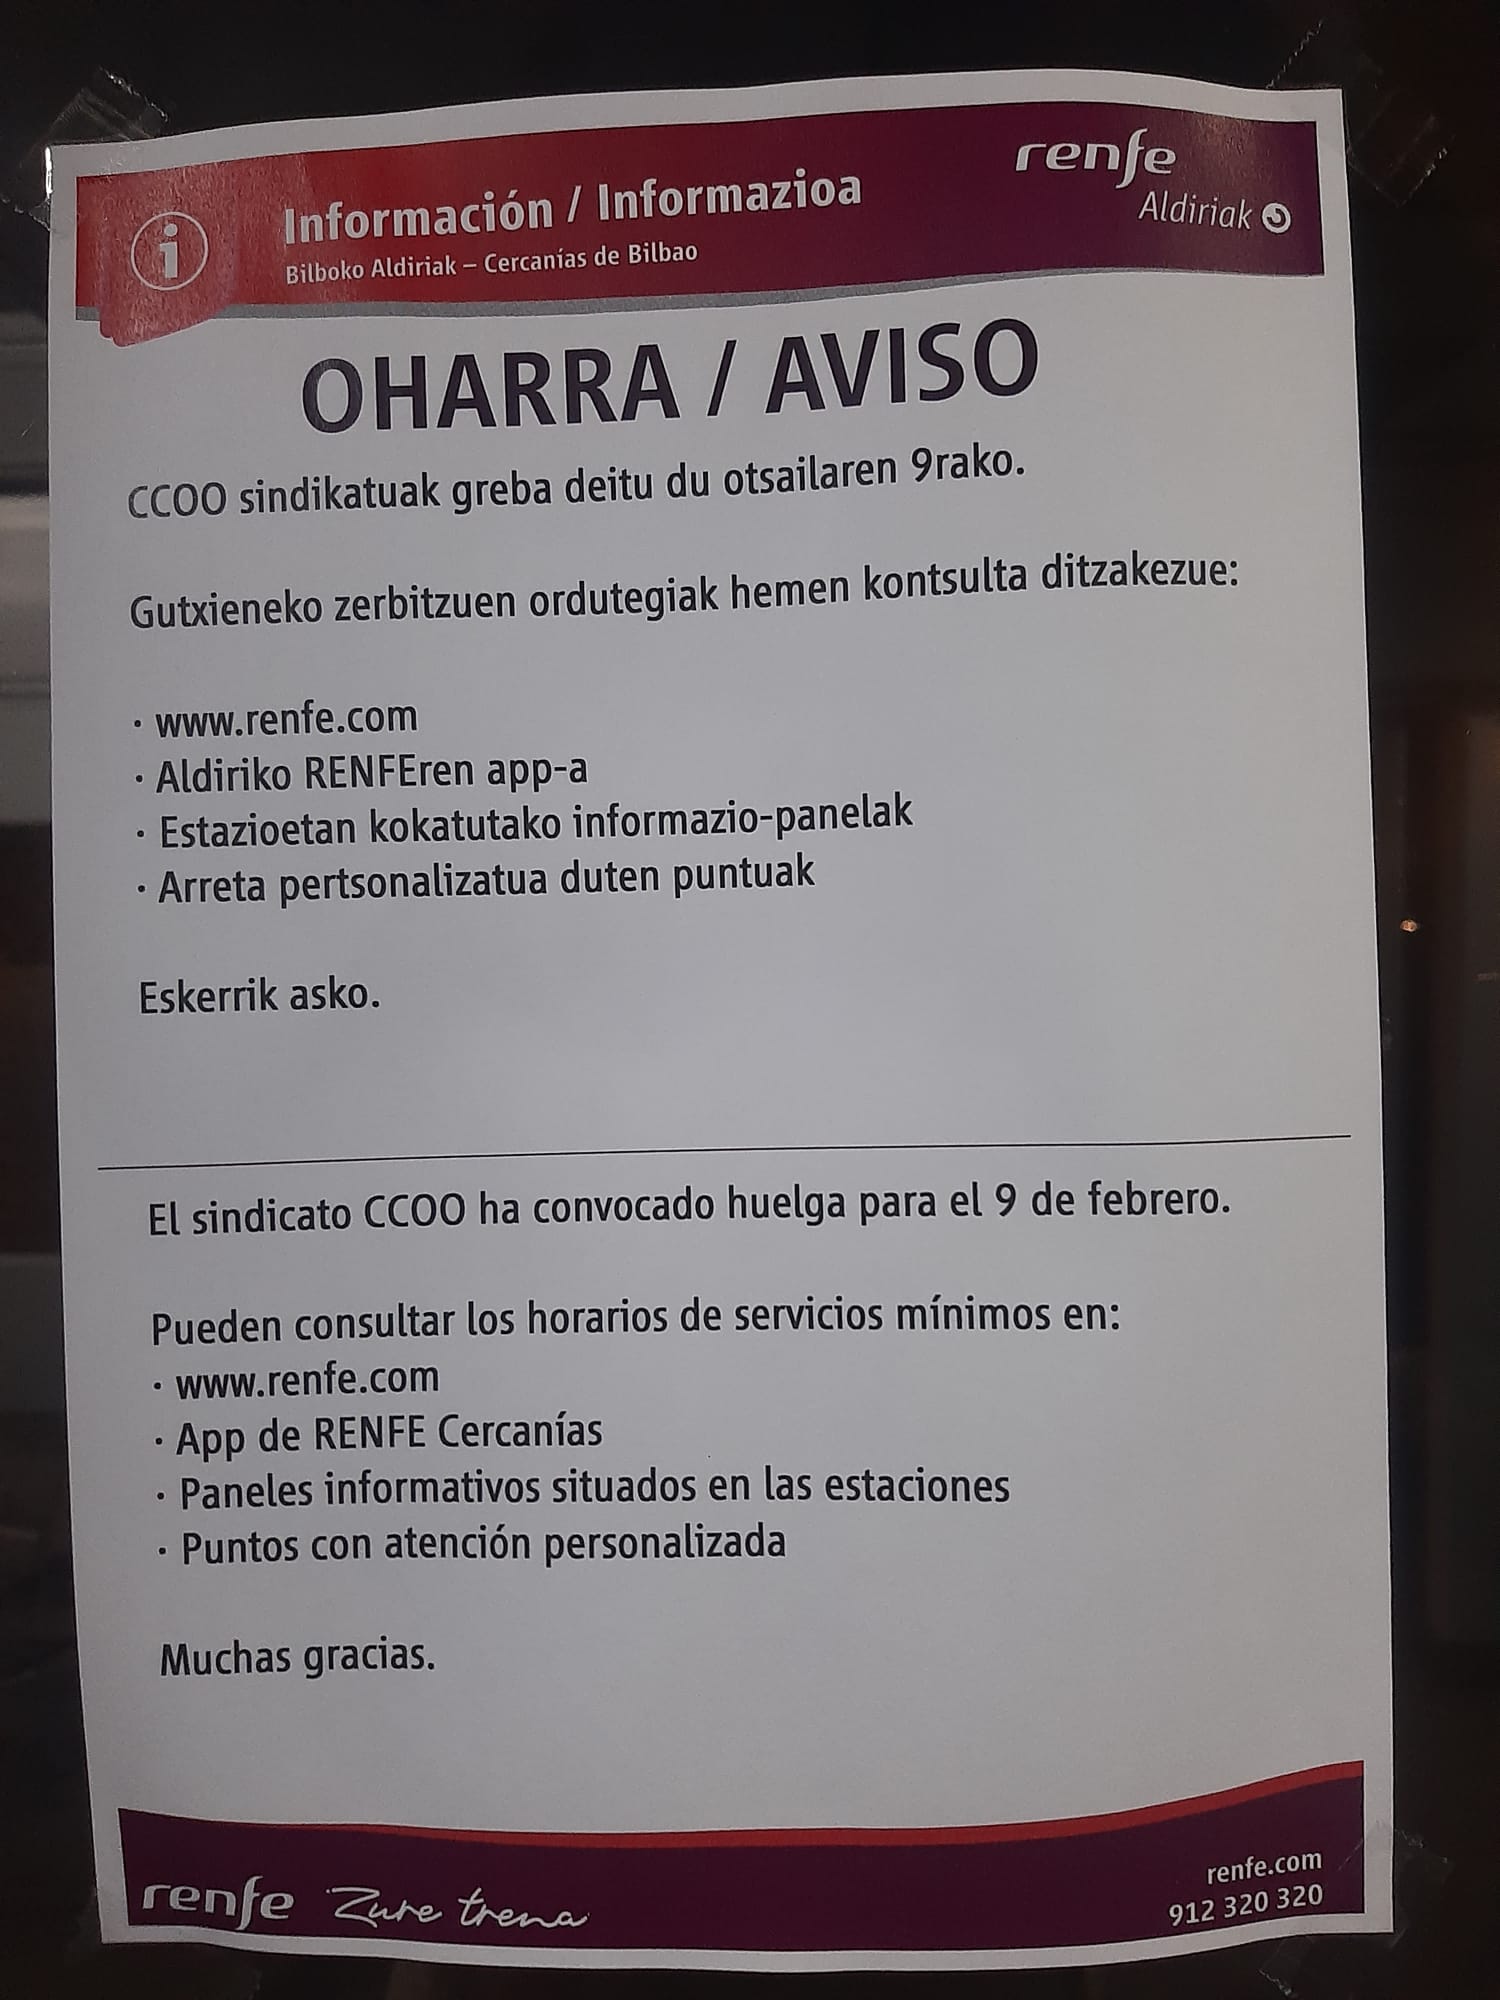 Información / Informazioa
Bilboko Aldiriak – Cercanías de Bilbao
renfe
Aldiriak
OHARRA / AVISO
CCOO sindikatuak greba deitu du otsailaren 9rako.
Gutxieneko zerbitzuen ordutegiak hemen kontsulta ditzakezue:
· www.renfe.com
· Aldiriko RENFEren app-a
· Estazioetan kokatutako informazio-panelak
· Arreta pertsonalizatua duten puntuak
Eskerrik asko.
El sindicato CCOO ha convocado huelga para el 9 de febrero.
Pueden consultar los horarios de servicios mínimos en:
· www.renfe.com
· App de RENFE Cercanías
· Paneles informativos situados en las estaciones
· Puntos con atención personalizada
Muchas gracias.
renfe Zure trena
renfe.com
912 320 320